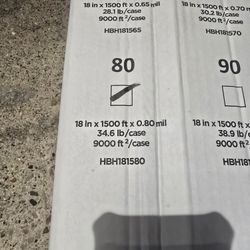 18 in x 1500 ft x 0.65 mil
28.1 lb/case
9000 ft²/case
HBH181565
80
18 in x 1500 ft x 0.80 mil
34.6 lb/case
9000 ft²/case
HBH181580
18 in x 1500 ft x 0.70 m
30.2 lb/case
9000 ft²/case
HBH181570
90
18 in x 1500 ft x
38.9 lb/c
9000 ft²/
HBH181